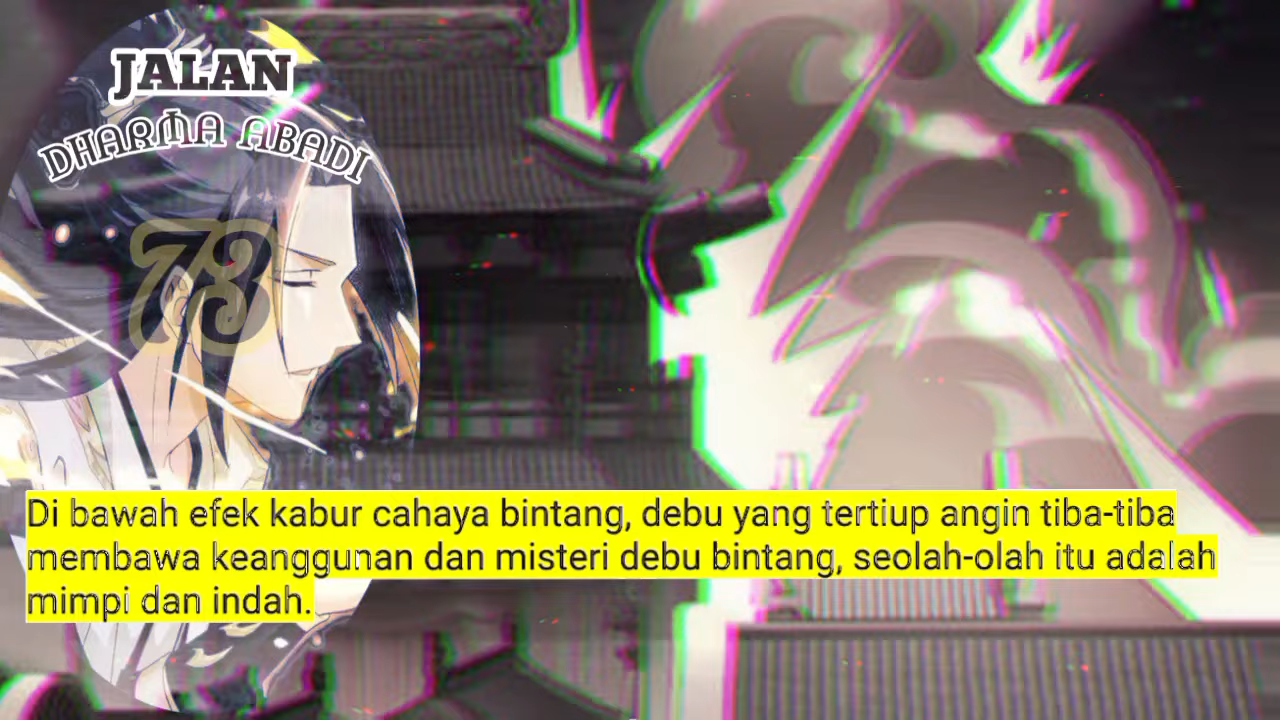 JALAN
DHARMA ABADI
73
Di bawah efek kabur cahaya bintang, debu yang tertiup angin tiba-tiba
membawa keanggunan dan misteri debu bintang, seolah-olah itu adalah
mimpi dan indah.